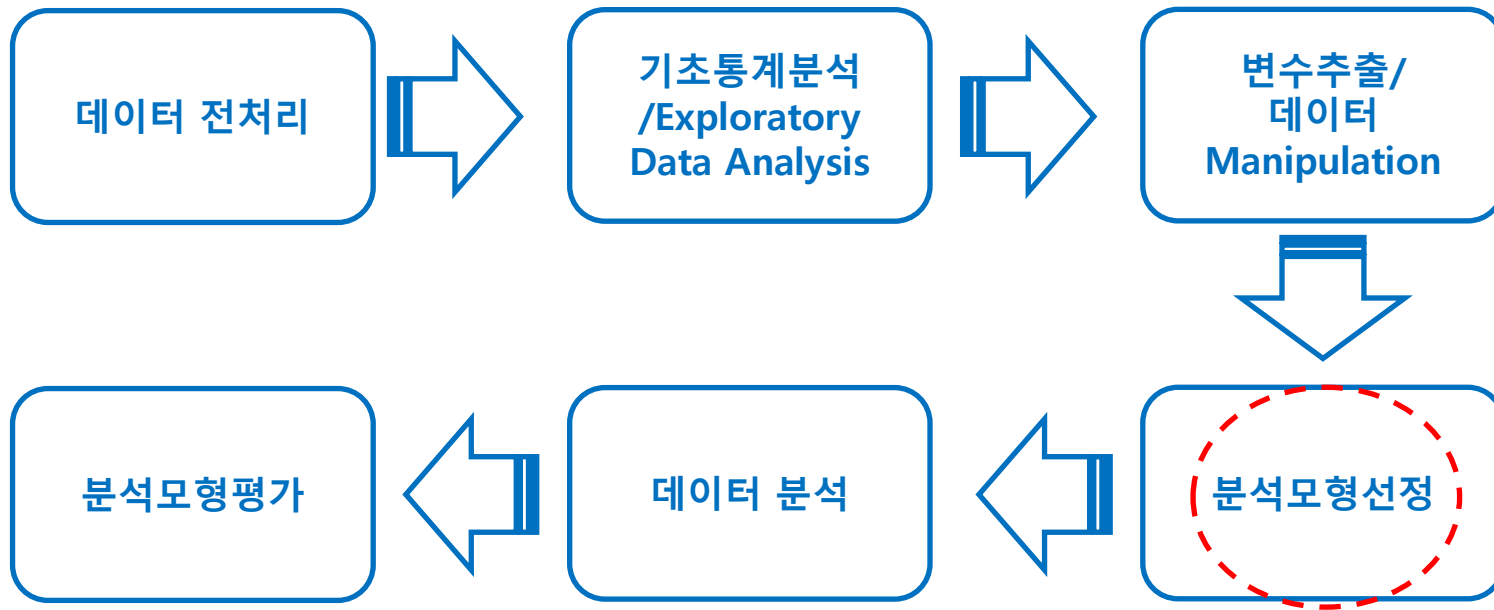 데이터 전처리
기초통계분석
/Exploratory
Data Analysis
변수추출/
데이터
Manipulation
분석모형선정
데이터 분석
분석모형평가